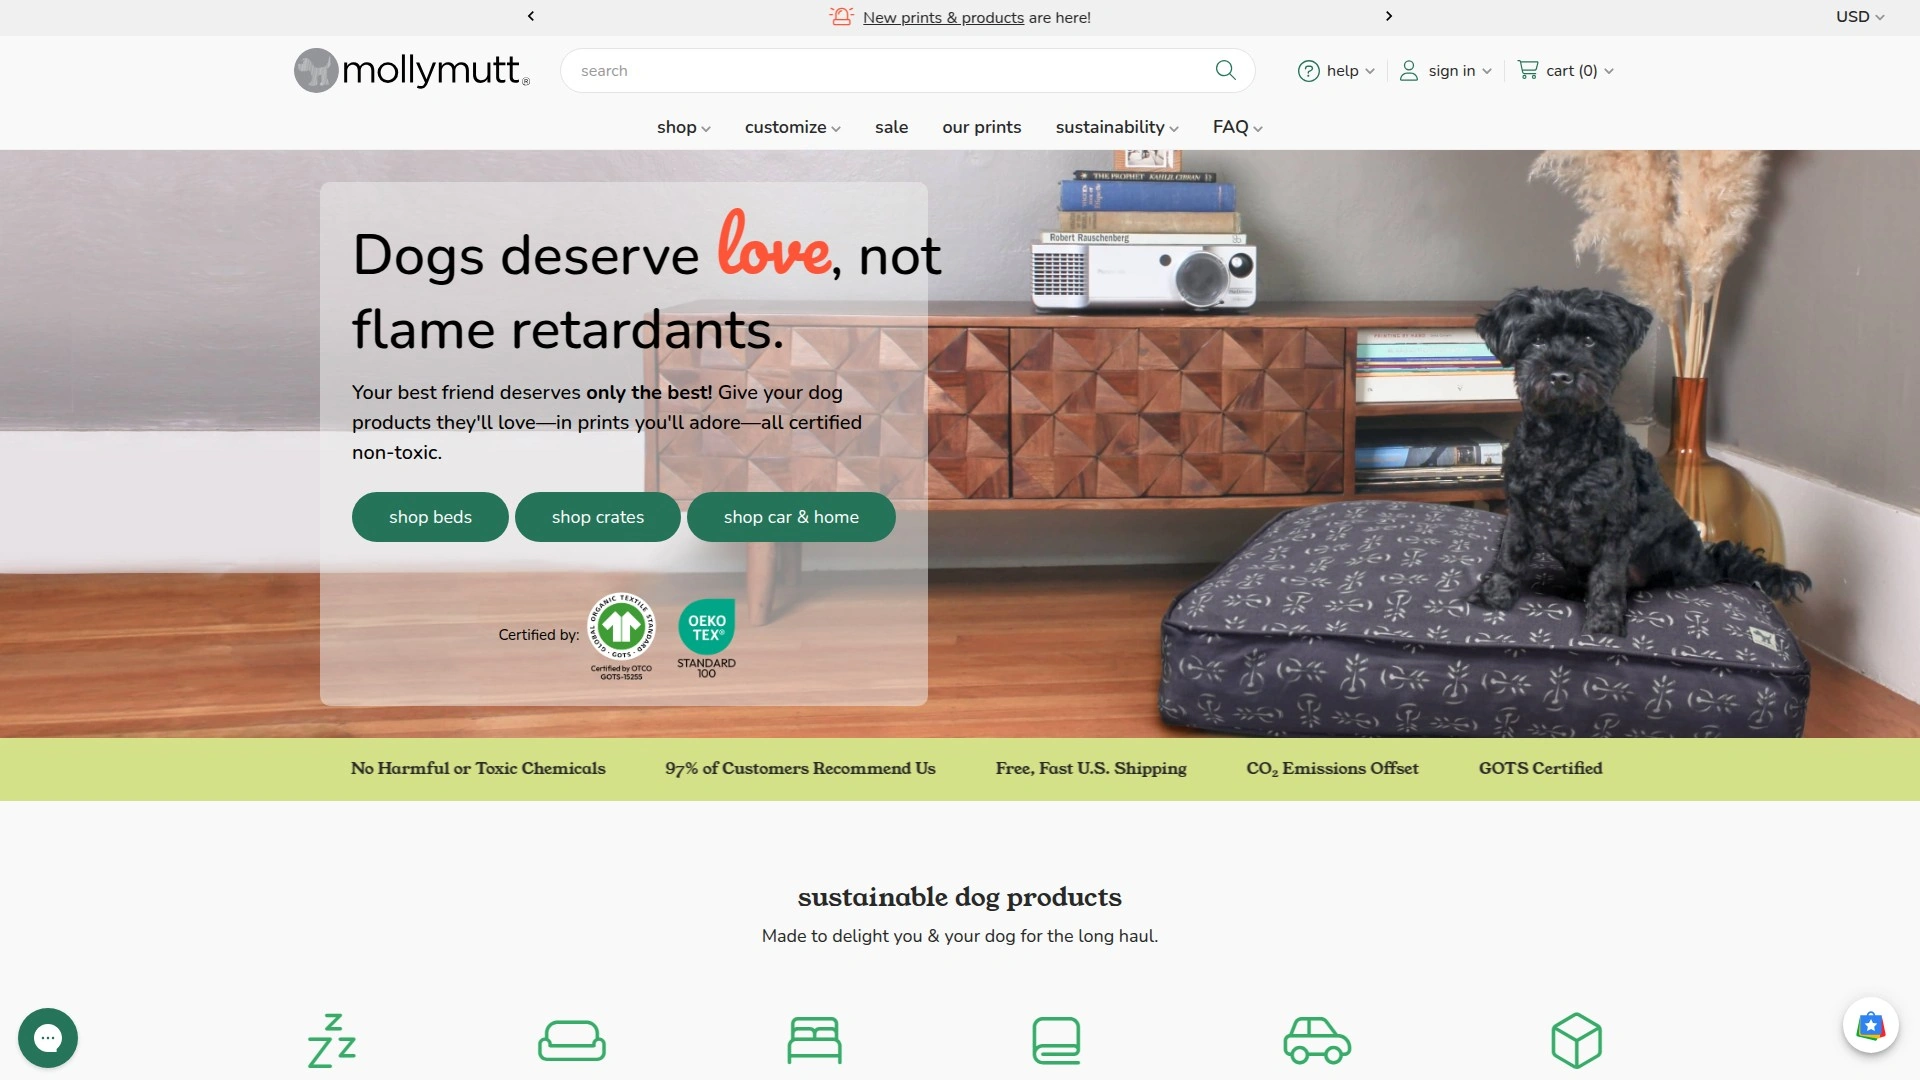 New prints & products are here!
USD
mollymutt®
search
help
sign in
cart (0)
shop
customize
sale
our prints
sustainability
FAQ
THE PROPHET KAHLIL GIBRAN
Robert Rauschenberg
Dogs deserve love, not
flame retardants.
Your best friend deserves only the best! Give your dog
products they'll love—in prints you'll adore—all certified
non-toxic.
shop beds
shop crates
shop car & home
Certified by:
GLOBAL ORGANIC TEXTILE STANDARD · GOTS ·
Certified by OTCO
GOTS-15255
OEKO
TEX®
STANDARD
100
No Harmful or Toxic Chemicals
97% of Customers Recommend Us
Free, Fast U.S. Shipping
CO₂ Emissions Offset
GOTS Certified
sustainable dog products
Made to delight you & your dog for the long haul.